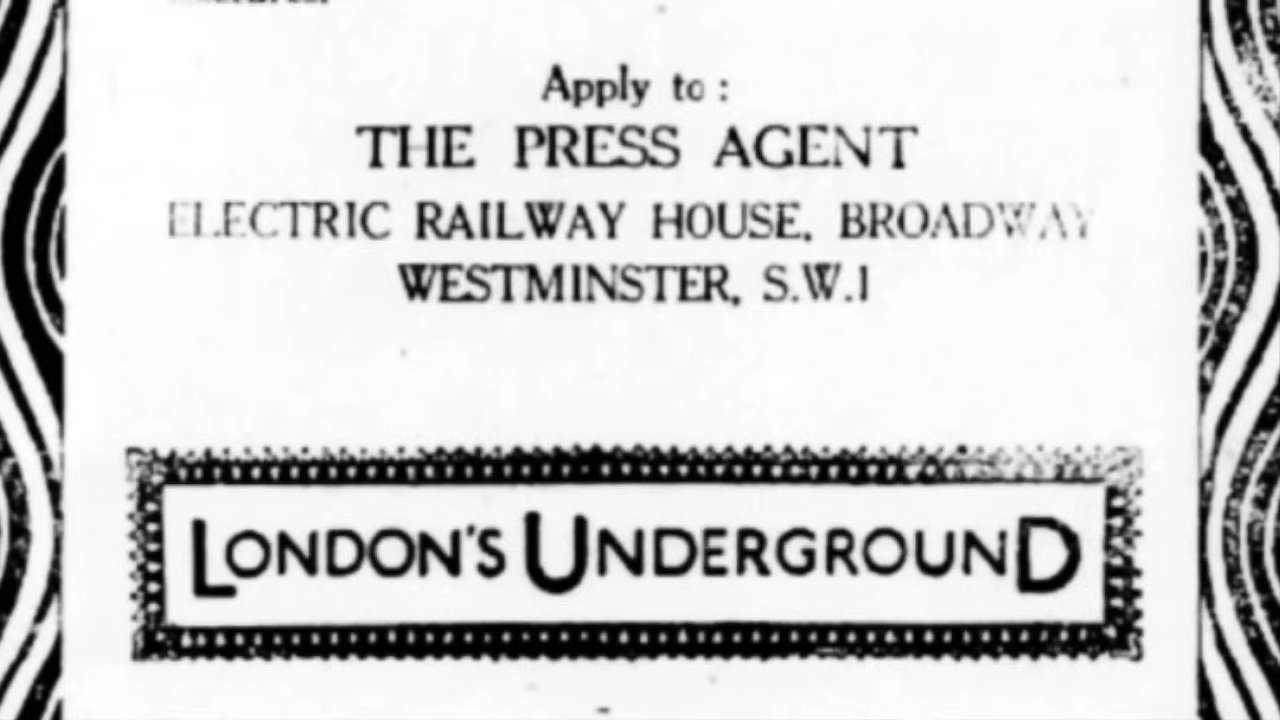 Apply to :
THE PRESS AGENT
ELECTRIC RAILWAY HOUSE, BROADWAY
WESTMINSTER, S.W.1
LONDON'S UNDERGROUND